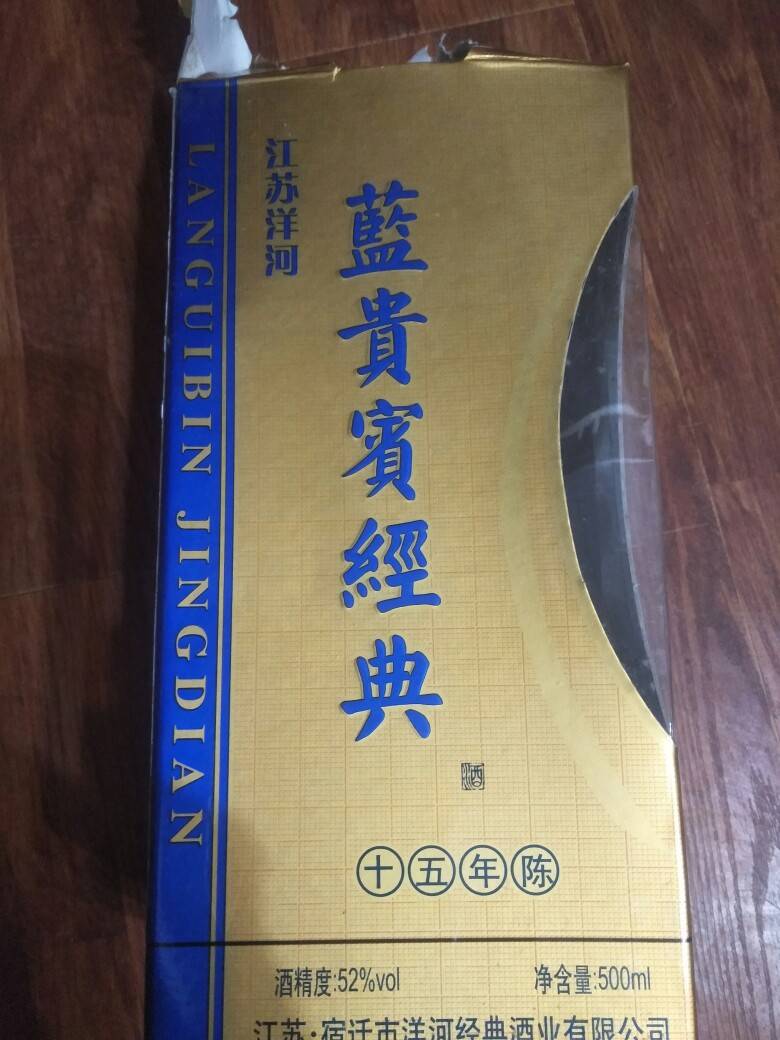 LANGUIBIN JINGDIAN
江苏洋河
藍貴賓經典
酒
十五年陈
酒精度:52%vol
净含量:500ml
江苏·宿迁市洋河经典酒业有限公司